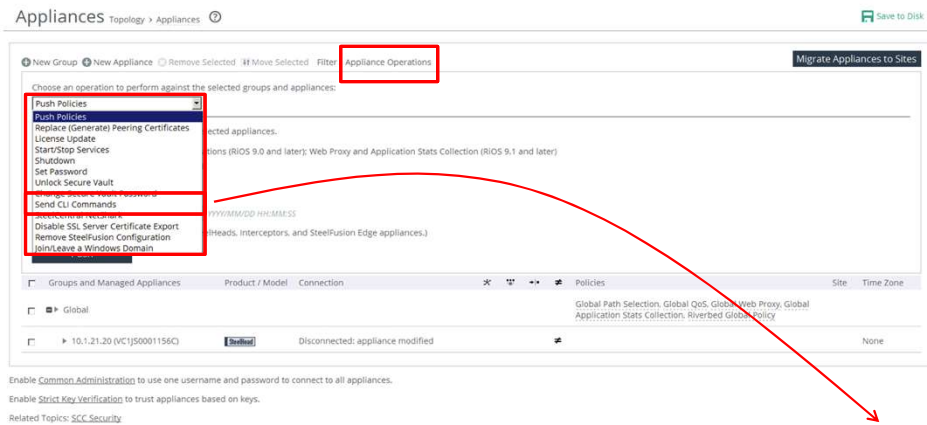 Appliances Topology › Appliances ?
Save to Disk
New Group New Appliance Remove Selected Move Selected Filter Appliance Operations
Migrate Appliances to Sites
Choose an operation to perform against the selected groups and appliances:
Push Policies
Push Policies
Replace (Generate) Peering Certificates
ected appliances.
License Update
Start/Stop Services
tions (RiOS 9.0 and later); Web Proxy and Application Stats Collection (RiOS 9.1 and later)
Shutdown
Set Password
Unlock Secure Vault
Change Secure Vault Password
Send CLI Commands
SteelCentral NetShark
YYYY/MM/DD HH:MM:SS
Disable SSL Server Certificate Export
elHeads, Interceptors, and SteelFusion Edge appliances.)
Remove SteelFusion Configuration
Join/Leave a Windows Domain
Groups and Managed Appliances Product / Model Connection Policies Site Time Zone
Global
Global Path Selection, Global QoS, Global Web Proxy, Global
Application Stats Collection, Riverbed Global Policy
10.1.21.20 (VC1JS0001156C) SteelHead Disconnected: appliance modified ≠ None
Enable Common Administration to use one username and password to connect to all appliances.
Enable Strict Key Verification to trust appliances based on keys.
Related Topics: SCC Security